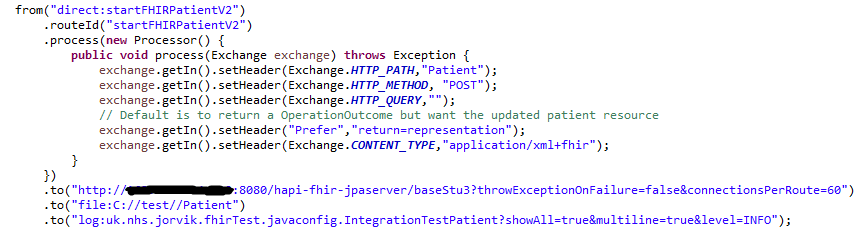 from("direct:startFHIRPatientV2")
.routeId("startFHIRPatientV2")
.process(new Processor() {
public void process(Exchange exchange) throws Exception {
exchange.getIn().setHeader(Exchange.HTTP_PATH,"Patient");
exchange.getIn().setHeader(Exchange.HTTP_METHOD, "POST");
exchange.getIn().setHeader(Exchange.HTTP_QUERY,"");
// Default is to return a OperationOutcome but want the updated patient resource
exchange.getIn().setHeader("Prefer","return=representation");
exchange.getIn().setHeader(Exchange.CONTENT_TYPE,"application/xml+fhir");
}
})
.to("http://:8080/hapi-fhir-jpaserver/baseStu3?throwExceptionOnFailure=false&connectionsPerRoute=60")
.to("file:C://test//Patient")
.to("log:uk.nhs.jorvik.fhirTest.javaconfig.IntegrationTestPatient?showAll=true&multiline=true&level=INFO");